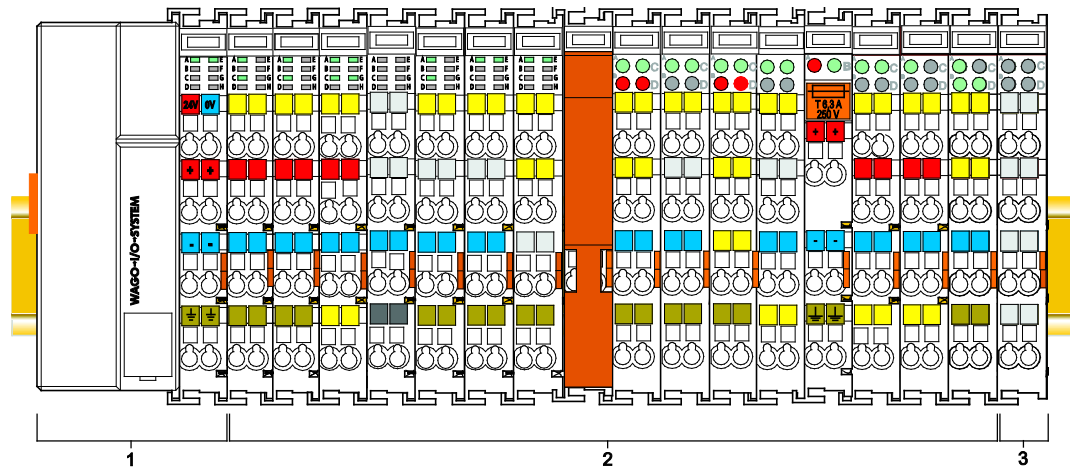 A E
B F
C G
D H
A E
B F
C G
D H
A E
B F
C G
D H
A E
B F
C G
D H
A E
B F
C G
D H
A E
B F
C G
D H
A E
B F
C G
D H
A E
B F
C G
D H
C
D
C
D
C
D
C
B
C
D
C
D
C
D
C
D
24V 0V
T 6,3 A
250 V
+ +
+ +
- -
- -
WAGO-I/O-SYSTEM
1
2
3